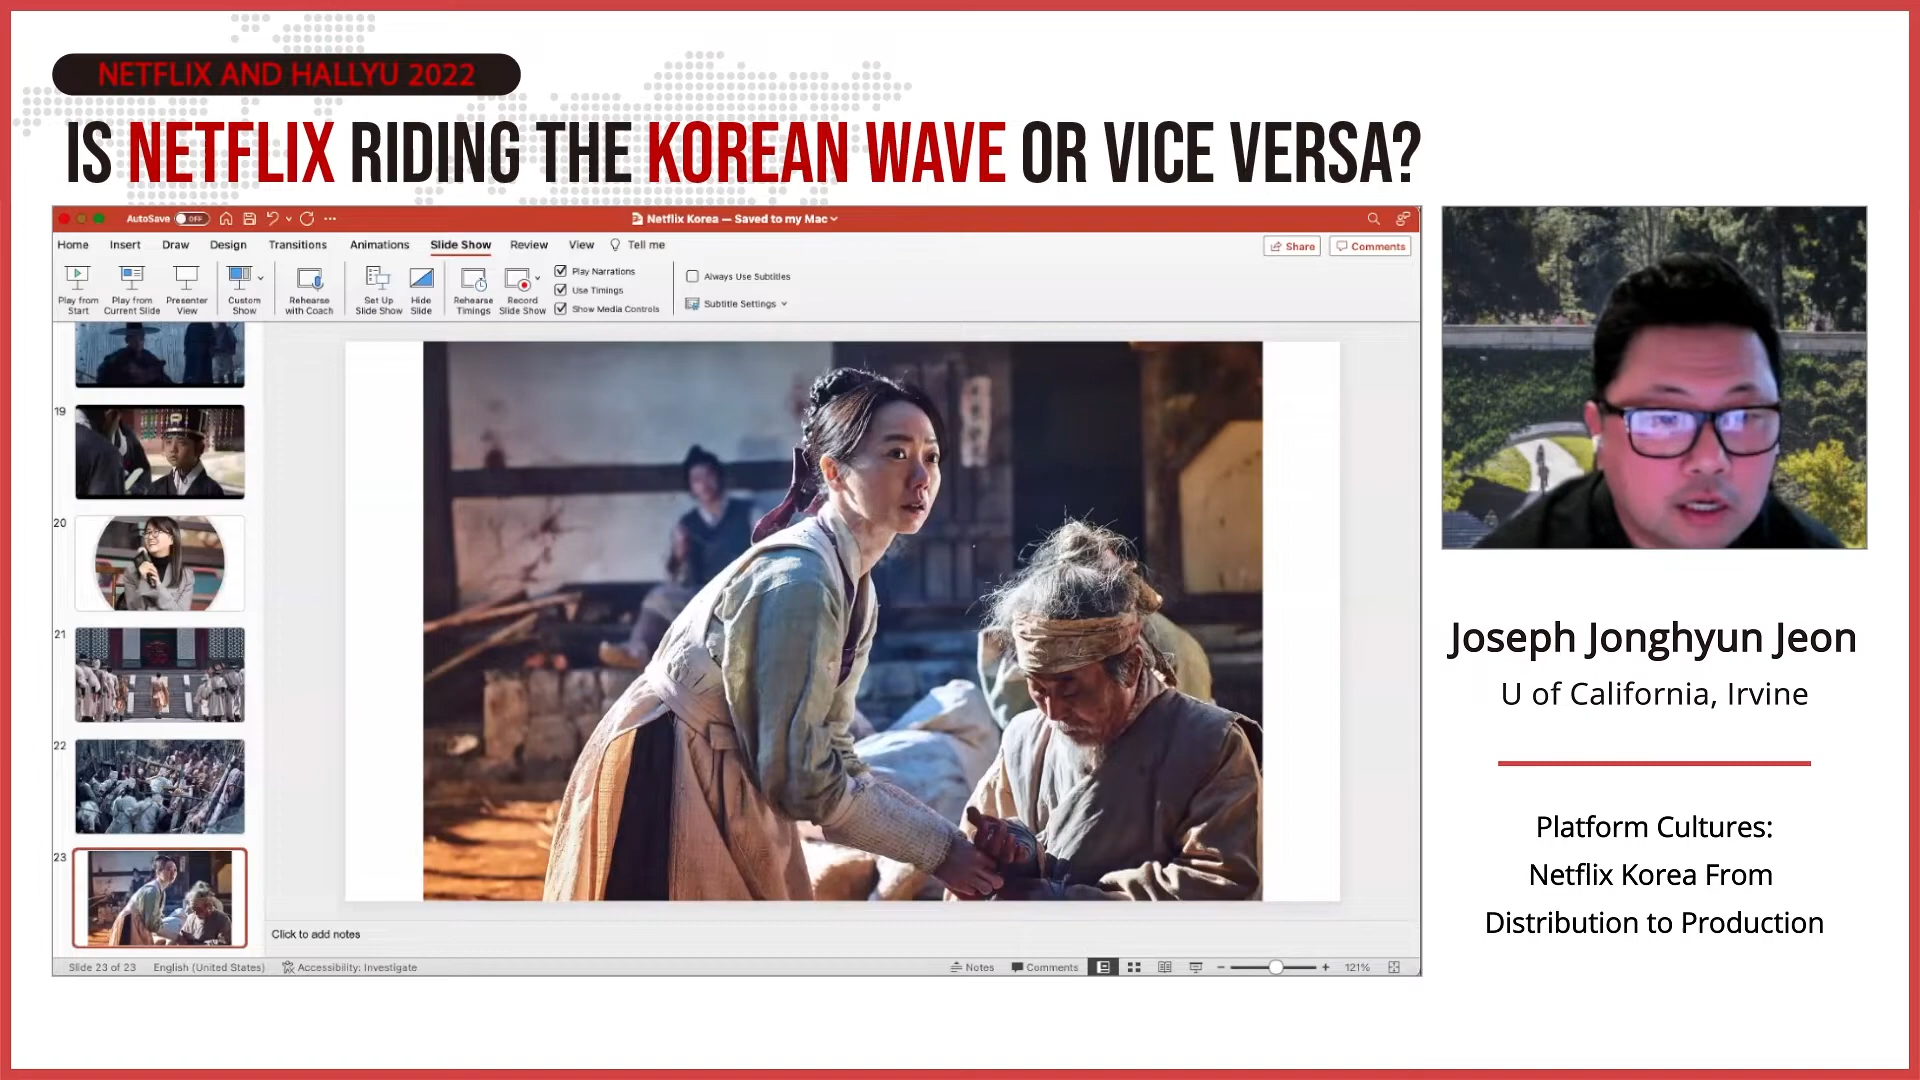 NETFLIX AND HALLYU 2022
IS NETFLIX RIDING THE KOREAN WAVE OR VICE VERSA?
AutoSave OFF
Netflix Korea — Saved to my Mac
Home Insert Draw Design Transitions Animations Slide Show Review View Tell me
Share Comments
Play from Start
Play from Current Slide
Presenter View
Custom Show
Rehearse with Coach
Set Up Slide Show
Hide Slide
Rehearse Timings
Record Slide Show
Play Narrations
Use Timings
Show Media Controls
Always Use Subtitles
Subtitle Settings
19
20
21
22
23
Click to add notes
Slide 23 of 23 English (United States) Accessibility: Investigate
Notes Comments 121%
Joseph Jonghyun Jeon
U of California, Irvine
Platform Cultures:
Netflix Korea From
Distribution to Production